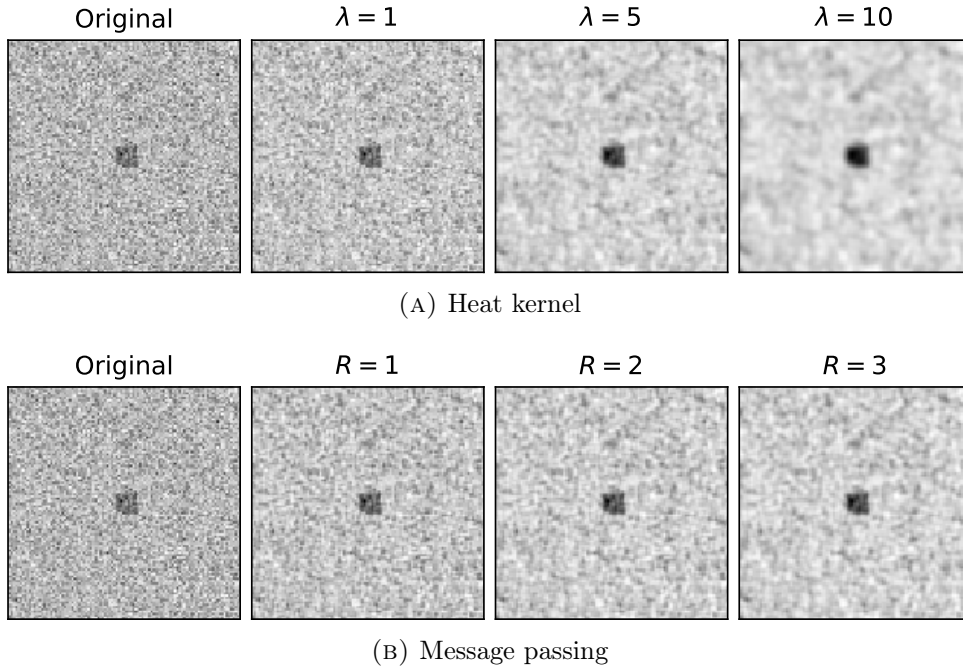 Original λ = 1 λ = 5 λ = 10
(A) Heat kernel
Original R = 1 R = 2 R = 3
(B) Message passing